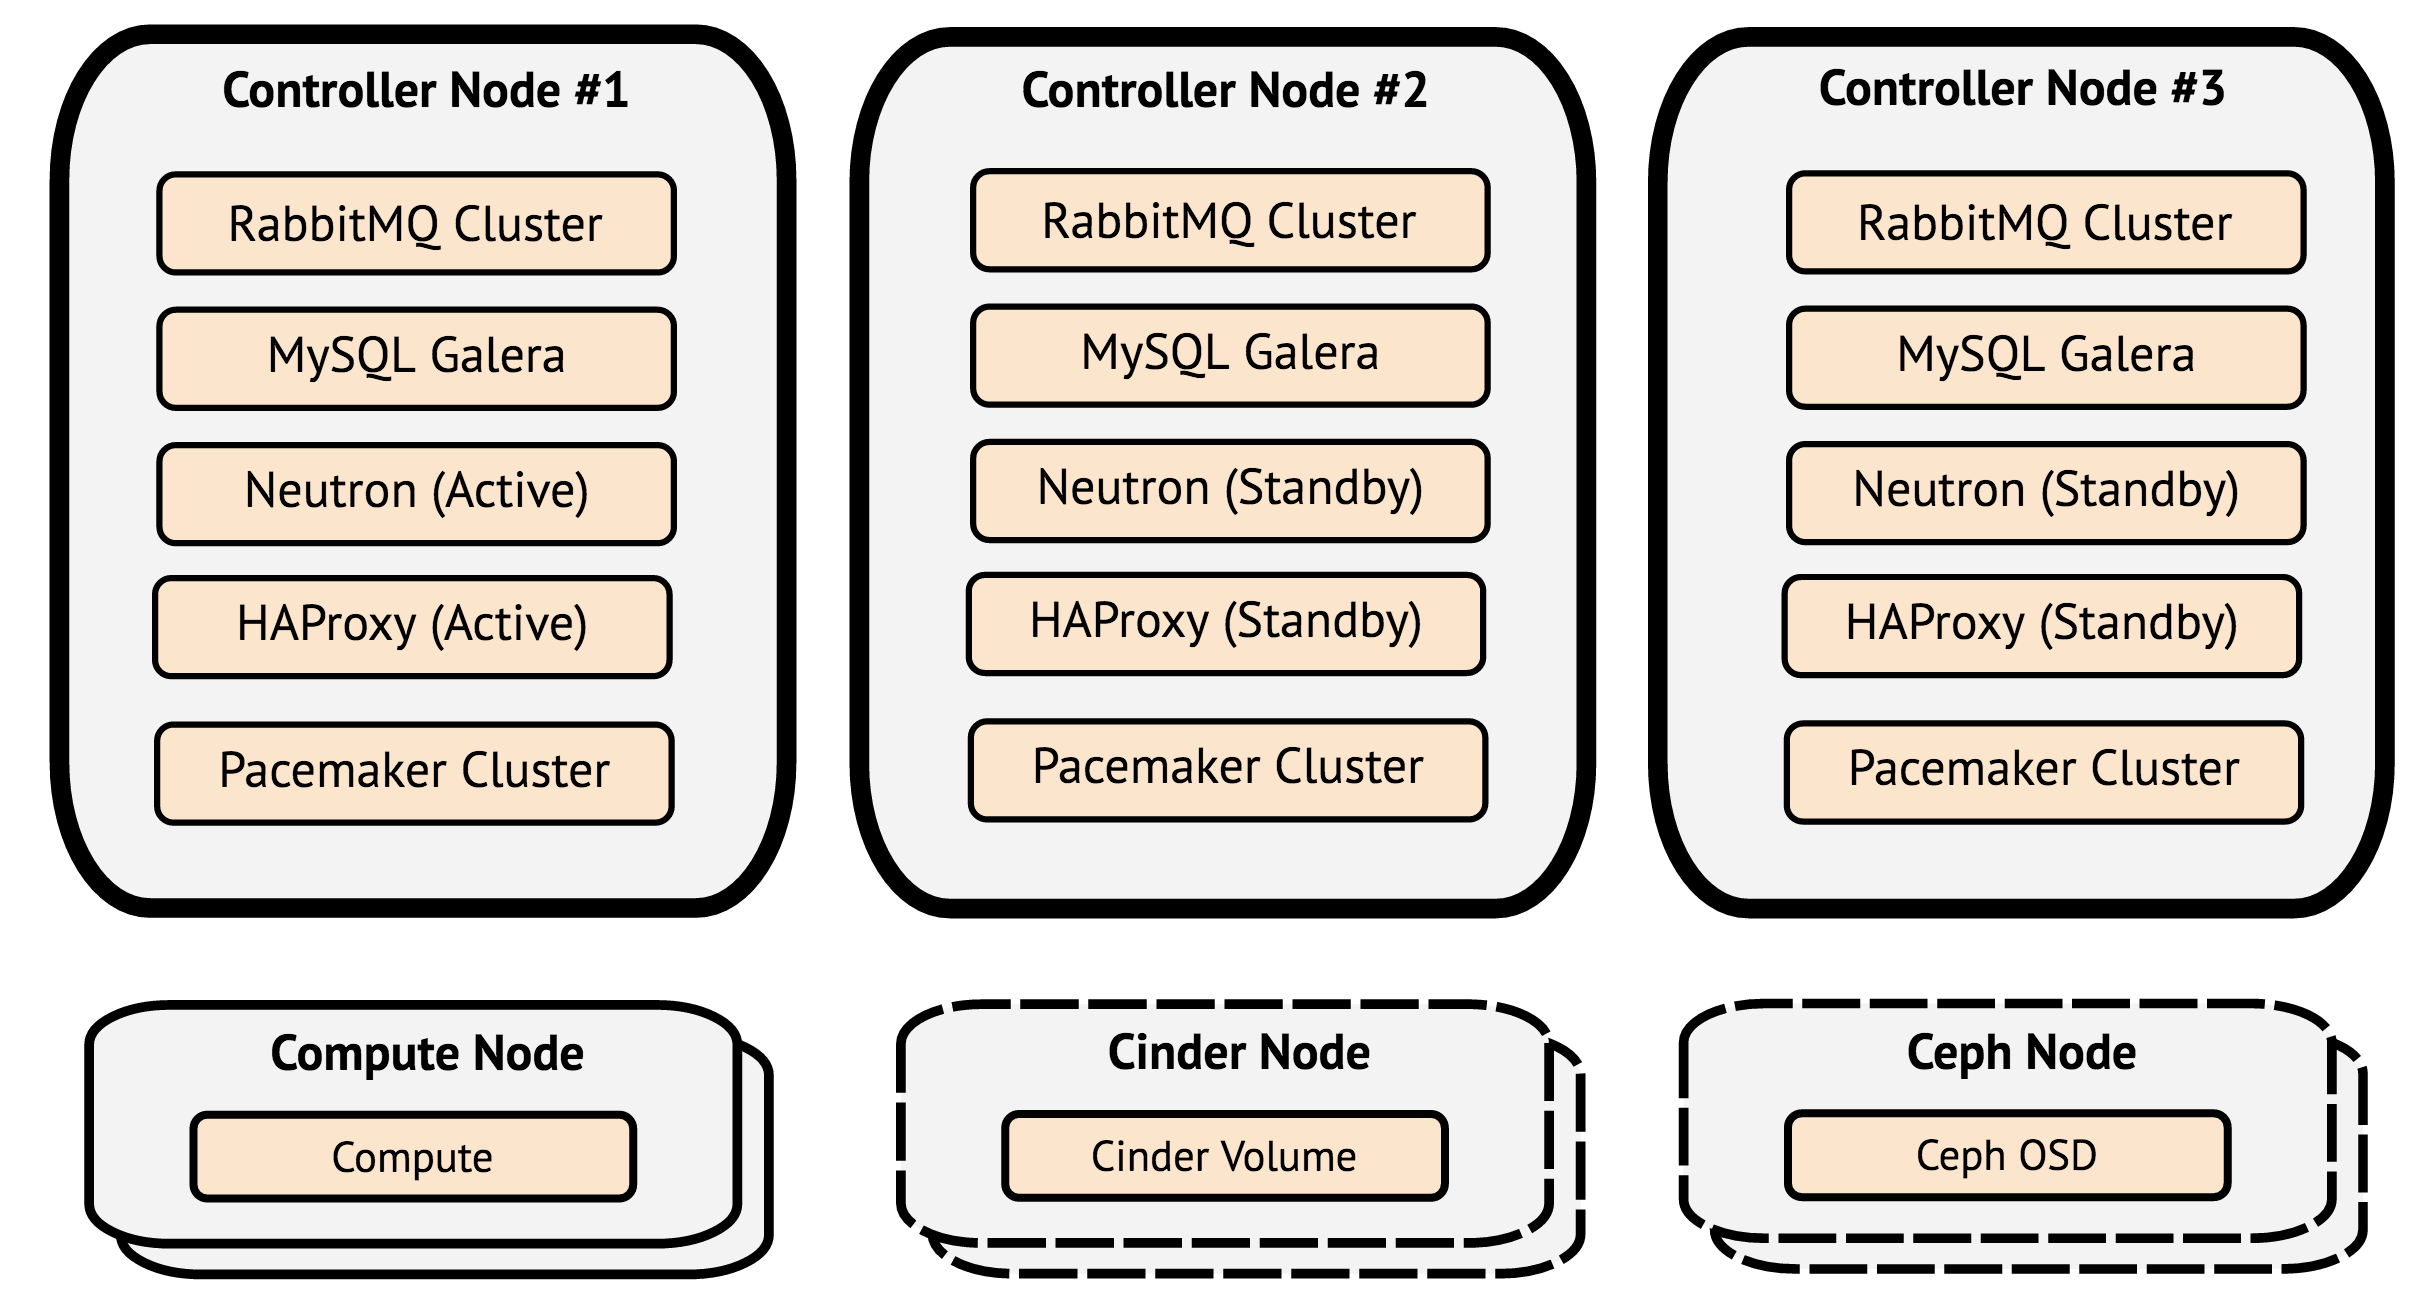 Controller Node #1
RabbitMQ Cluster
MySQL Galera
Neutron (Active)
HAProxy (Active)
Pacemaker Cluster
Controller Node #2
RabbitMQ Cluster
MySQL Galera
Neutron (Standby)
HAProxy (Standby)
Pacemaker Cluster
Controller Node #3
RabbitMQ Cluster
MySQL Galera
Neutron (Standby)
HAProxy (Standby)
Pacemaker Cluster
Compute Node
Compute
Cinder Node
Cinder Volume
Ceph Node
Ceph OSD